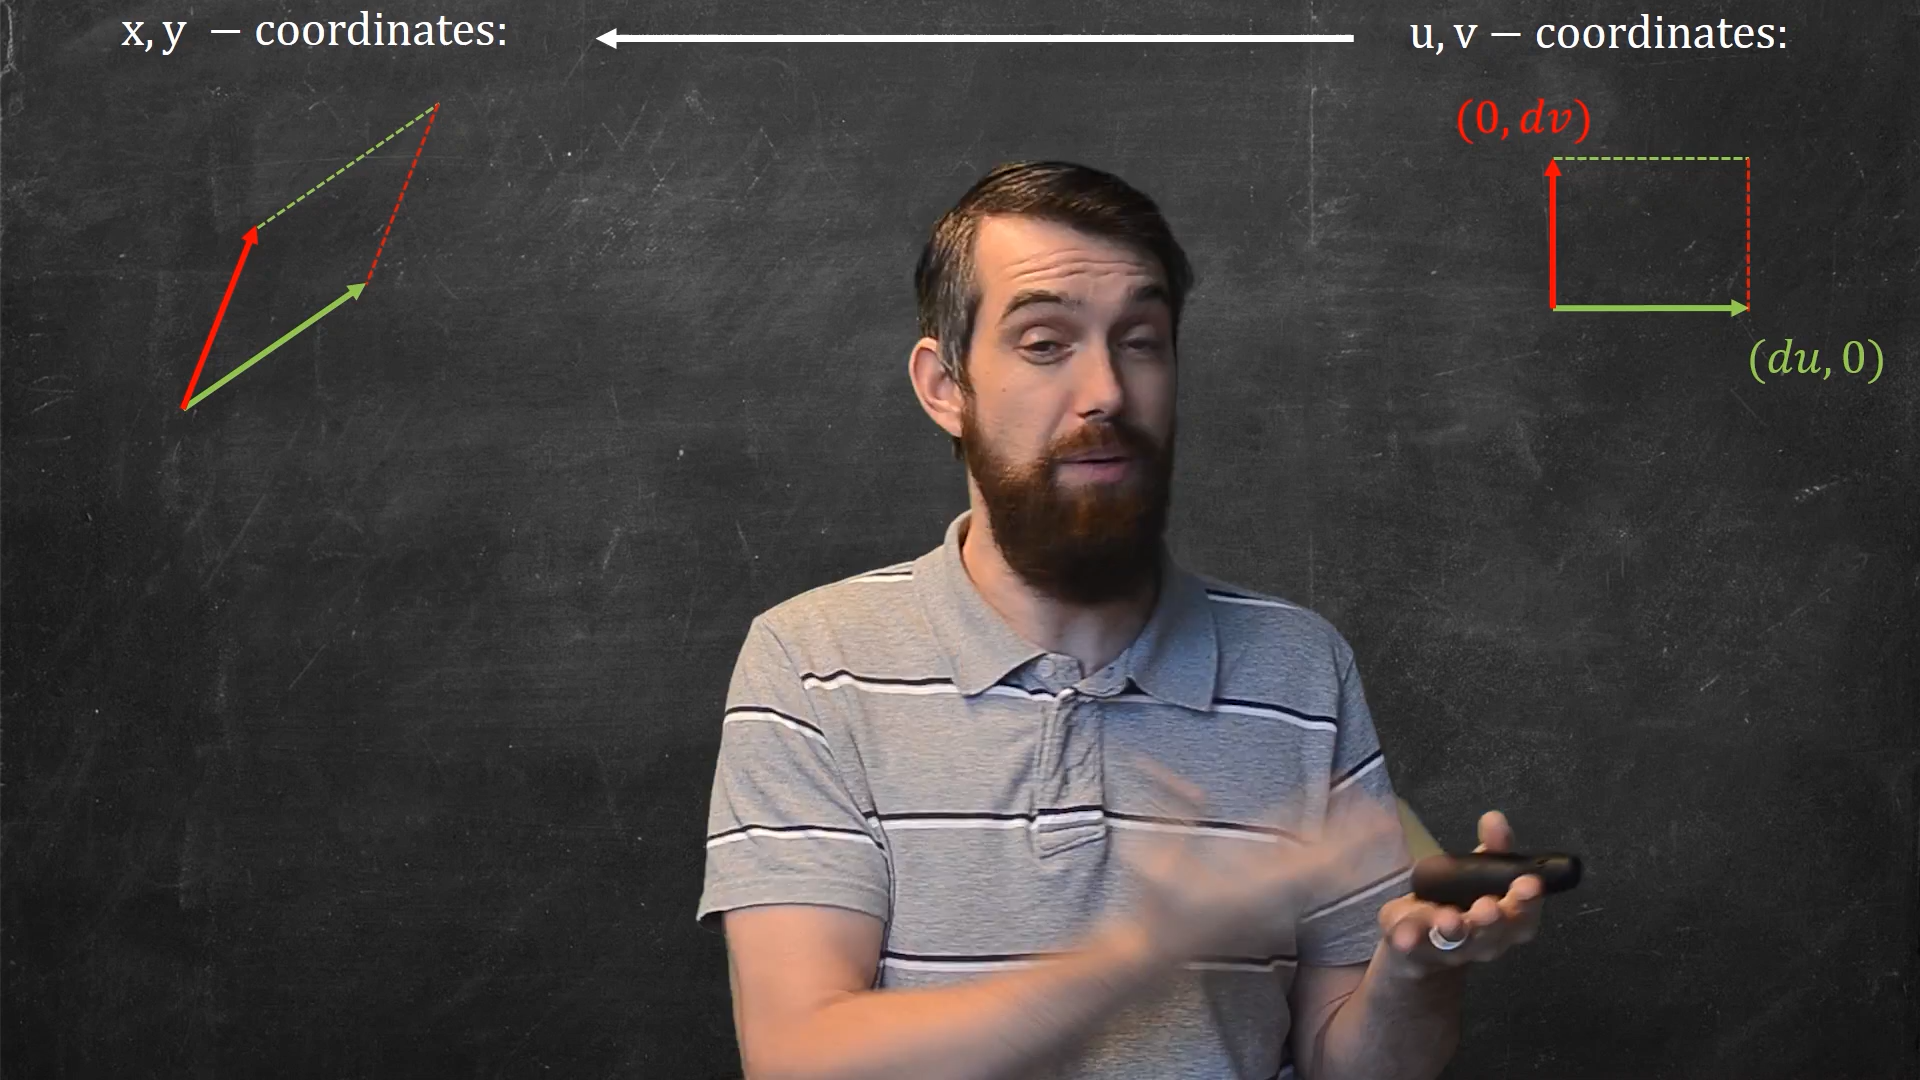 x, y − coordinates:
u, v − coordinates:
(0, dv)
(du, 0)